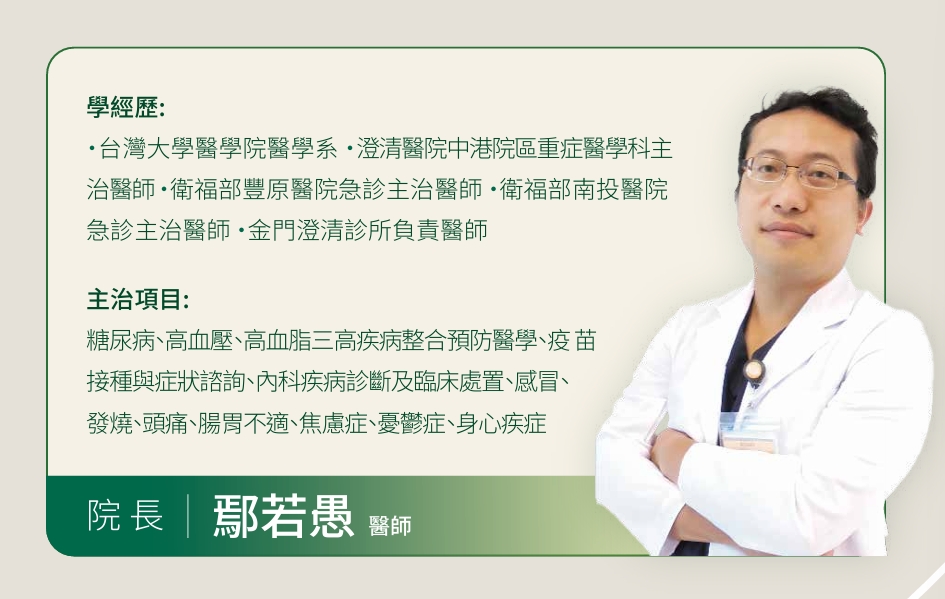 學經歷:
•台灣大學醫學院醫學系 •澄清醫院中港院區重症醫學科主
治醫師•衛福部豐原醫院急診主治醫師 •衛福部南投醫院
急診主治醫師 •金門澄清診所負責醫師
主治項目:
糖尿病、高血壓、高血脂三高疾病整合預防醫學、疫 苗
接種與症狀諮詢、內科疾病診斷及臨床處置、感冒、
發燒、頭痛、腸胃不適、焦慮症、憂鬱症、身心疾症
院長 | 鄢若愚 醫師